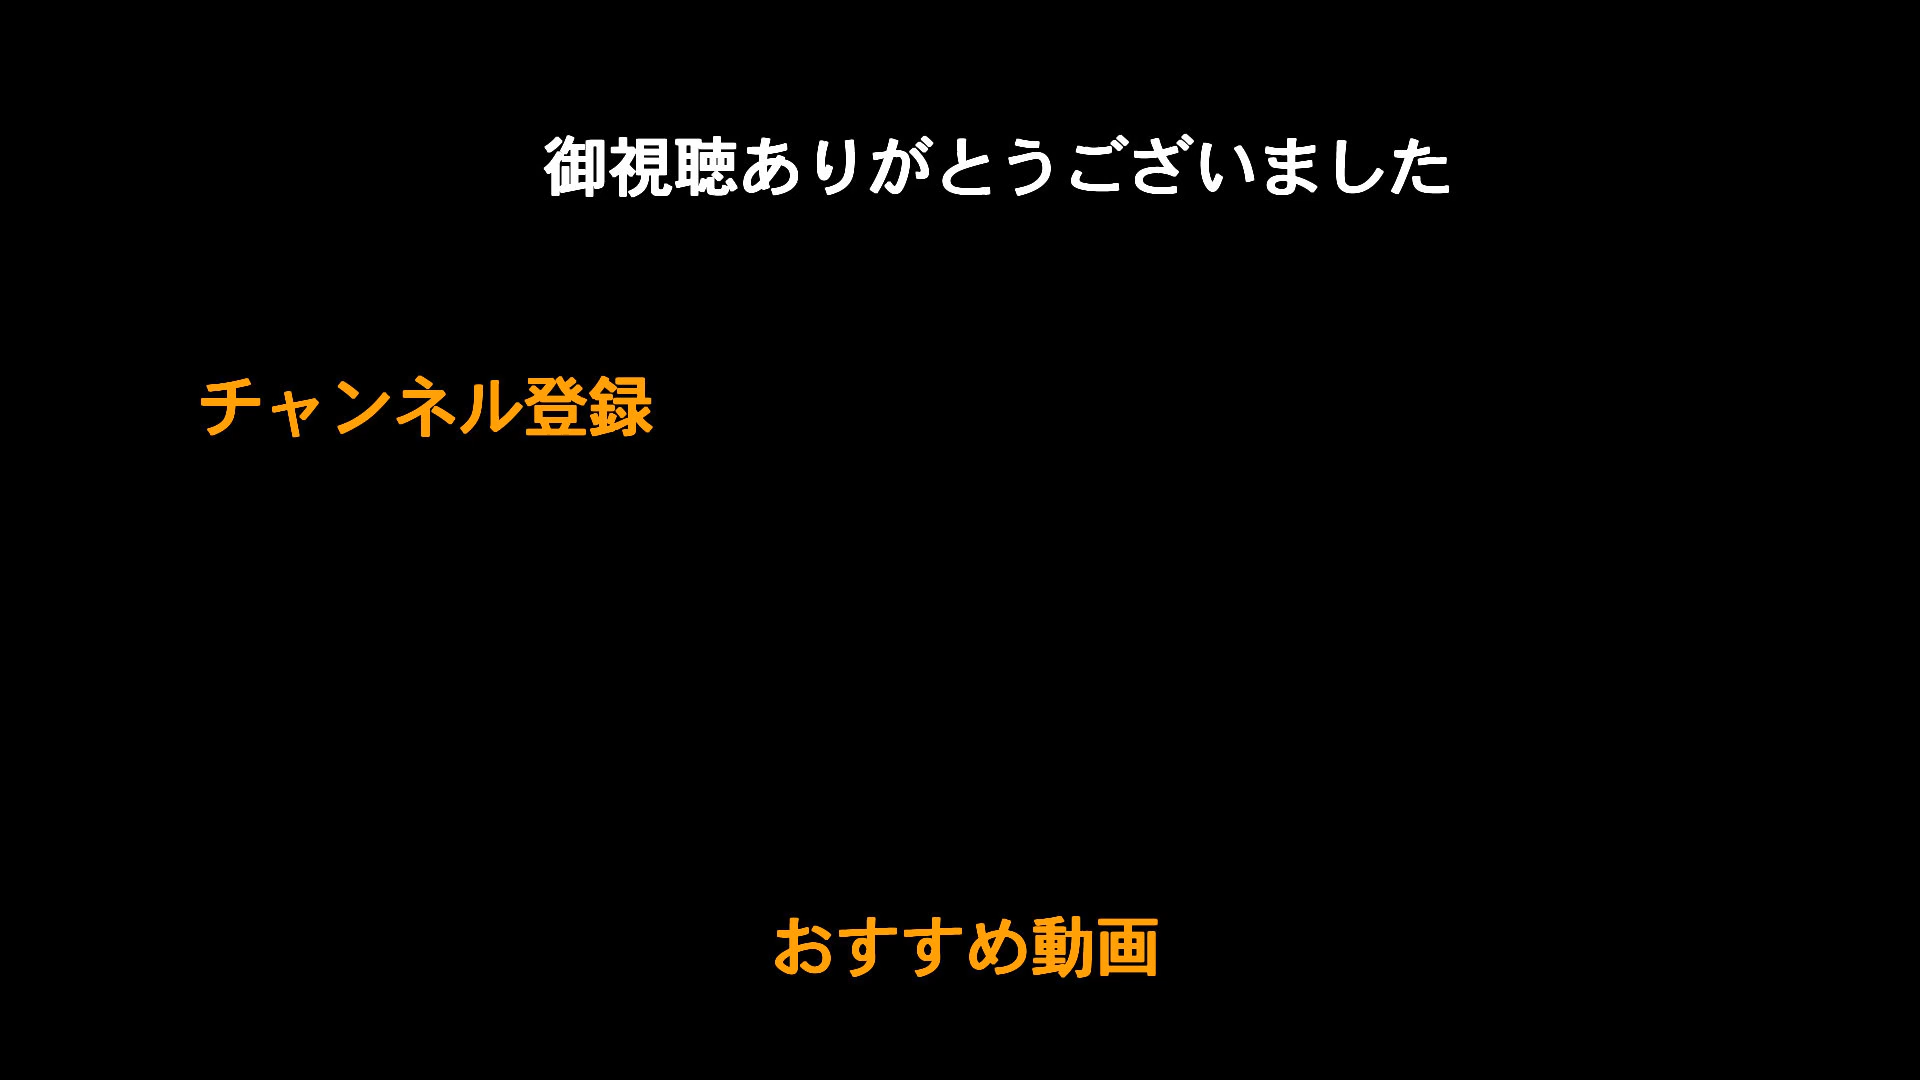 御視聴ありがとうございました
チャンネル登録
おすすめ動画